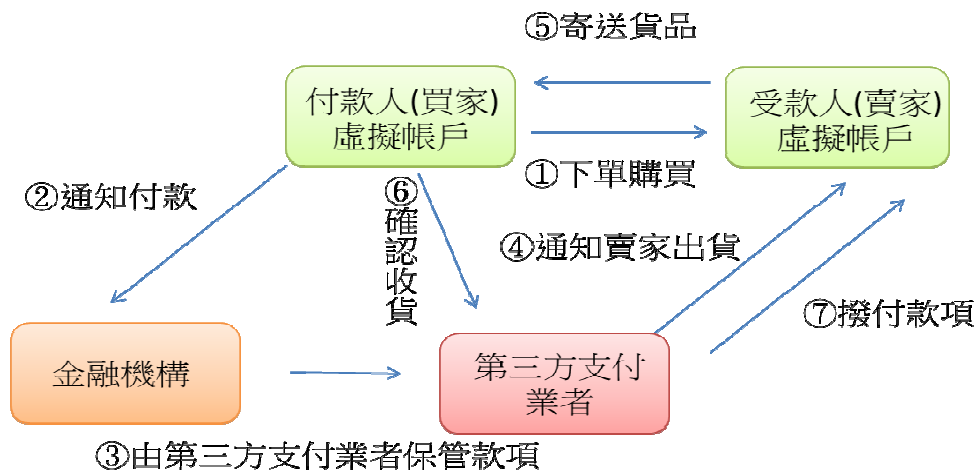 ⑤寄送貨品
付款人(買家)
虛擬帳戶
受款人(賣家)
虛擬帳戶
①下單購買
②通知付款
⑥確認收貨
④通知賣家出貨
⑦撥付款項
金融機構
第三方支付
業者
③由第三方支付業者保管款項